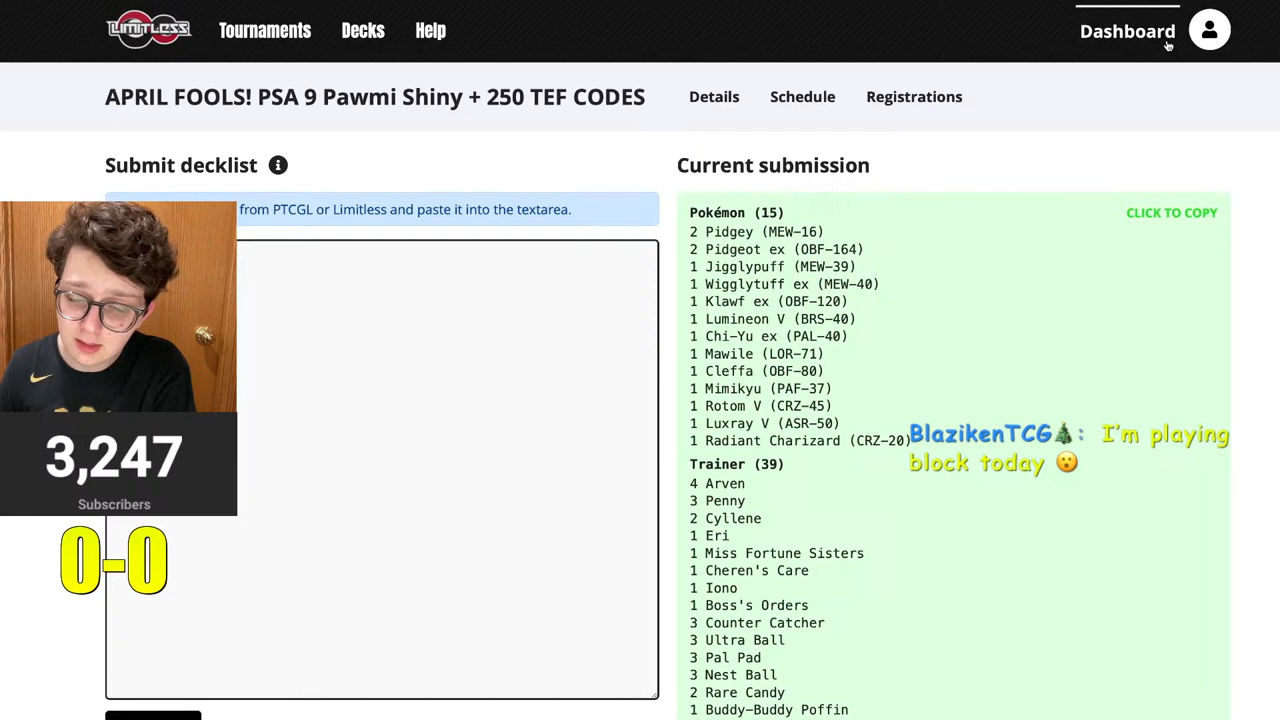 LIMITLESS
Tournaments
Decks
Help
Dashboard
APRIL FOOLS! PSA 9 Pawmi Shiny + 250 TEF CODES
Details
Schedule
Registrations
Submit decklist
from PTCGL or Limitless and paste it into the textarea.
3,247
Subscribers
0-0
Current submission
CLICK TO COPY
Pokémon (15)
2 Pidgey (MEW-16)
2 Pidgeot ex (OBF-164)
1 Jigglypuff (MEW-39)
1 Wigglytuff ex (MEW-40)
1 Klawf ex (OBF-120)
1 Lumineon V (BRS-40)
1 Chi-Yu ex (PAL-40)
1 Mawile (LOR-71)
1 Cleffa (OBF-80)
1 Mimikyu (PAF-37)
1 Rotom V (CRZ-45)
1 Luxray V (ASR-50)
1 Radiant Charizard (CRZ-20)
BlazikenTCG🎄: I'm playing
block today 😮
Trainer (39)
4 Arven
3 Penny
2 Cyllene
1 Eri
1 Miss Fortune Sisters
1 Cheren's Care
1 Iono
1 Boss's Orders
3 Counter Catcher
3 Ultra Ball
3 Pal Pad
3 Nest Ball
2 Rare Candy
1 Buddy-Buddy Poffin